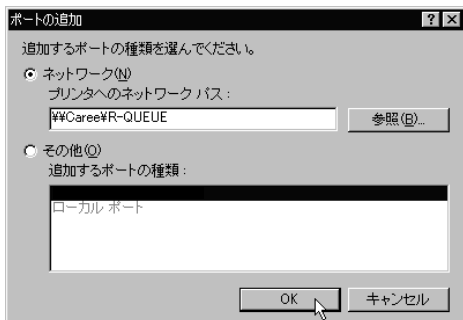 ポートの追加
追加するポートの種類を選んでください。
ネットワーク(N)
プリンタへのネットワーク パス:
¥¥Caree¥R-QUEUE
参照(B)...
その他(O)
追加するポートの種類:
ローカル ポート
OK
キャンセル